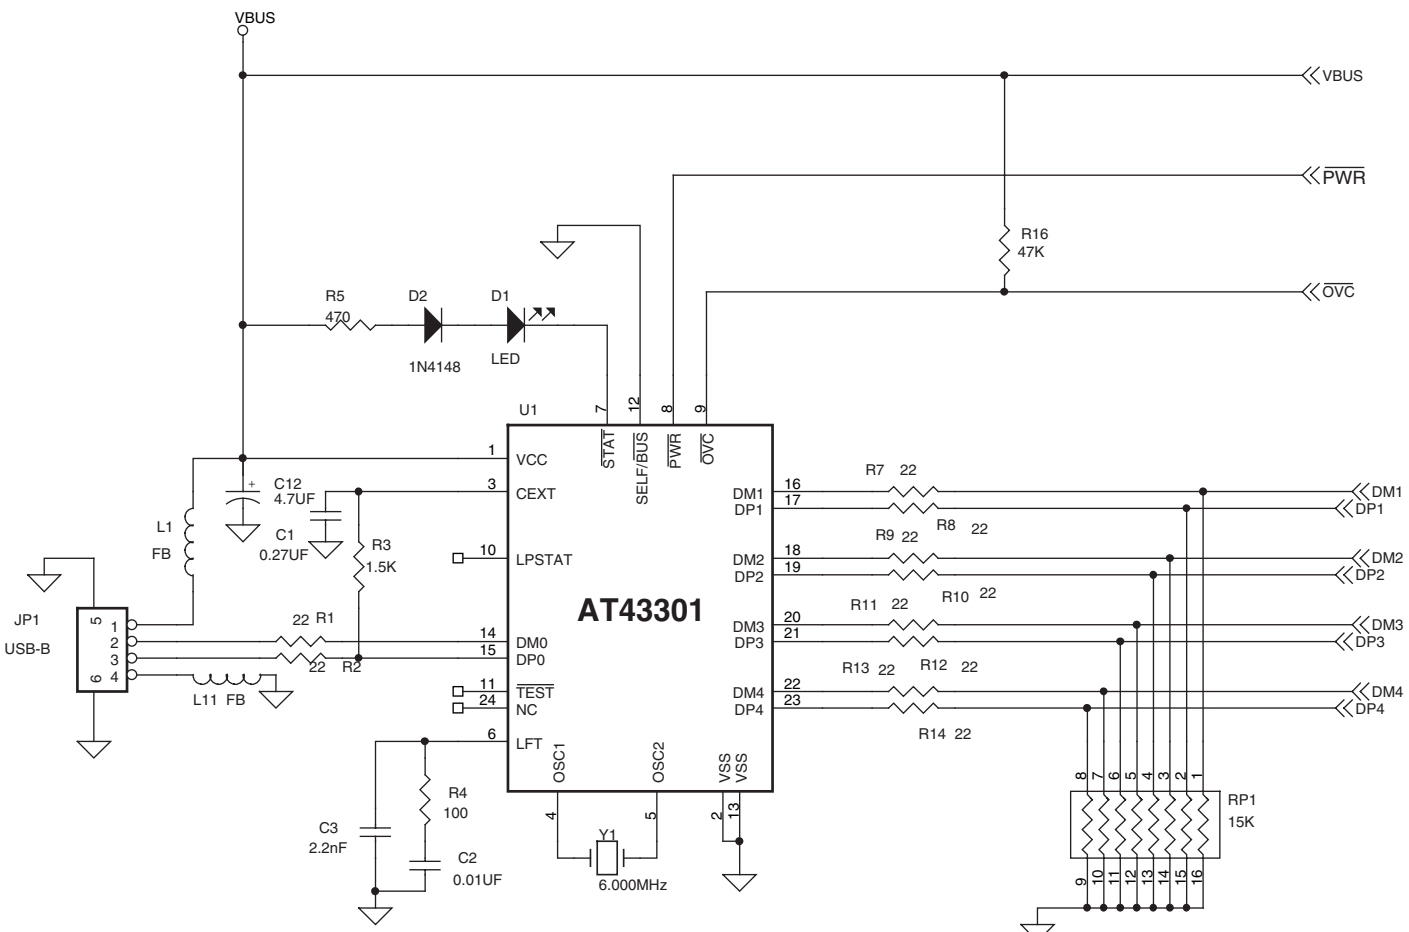 VBUS
VBUS
PWR
R16
47K
OVC
R5
470
D2
1N4148
D1
LED
U1
7
12
8
9
STAT
SELF/BUS
PWR
OVC
1
VCC
3
CEXT
10
LPSTAT
14
DM0
15
DP0
11
TEST
24
NC
6
LFT
AT43301
C12
4.7UF
+
C1
0.27UF
R3
1.5K
L1
FB
JP1
USB-B
5
6
1
2
3
4
22 R1
22 R2
L11 FB
R4
100
C3
2.2nF
C2
0.01UF
OSC1
OSC2
VSS
VSS
4
5
2
13
Y1
6.000MHz
DM1
16
DP1
17
DM2
18
DP2
19
DM3
20
DP3
21
DM4
22
DP4
23
R7 22
R8 22
R9 22
R10 22
R11 22
R13 22
R12 22
R14 22
DM1
DP1
DM2
DP2
DM3
DP3
DM4
DP4
8
7
6
5
4
3
2
1
RP1
15K
9
10
11
12
13
14
15
16